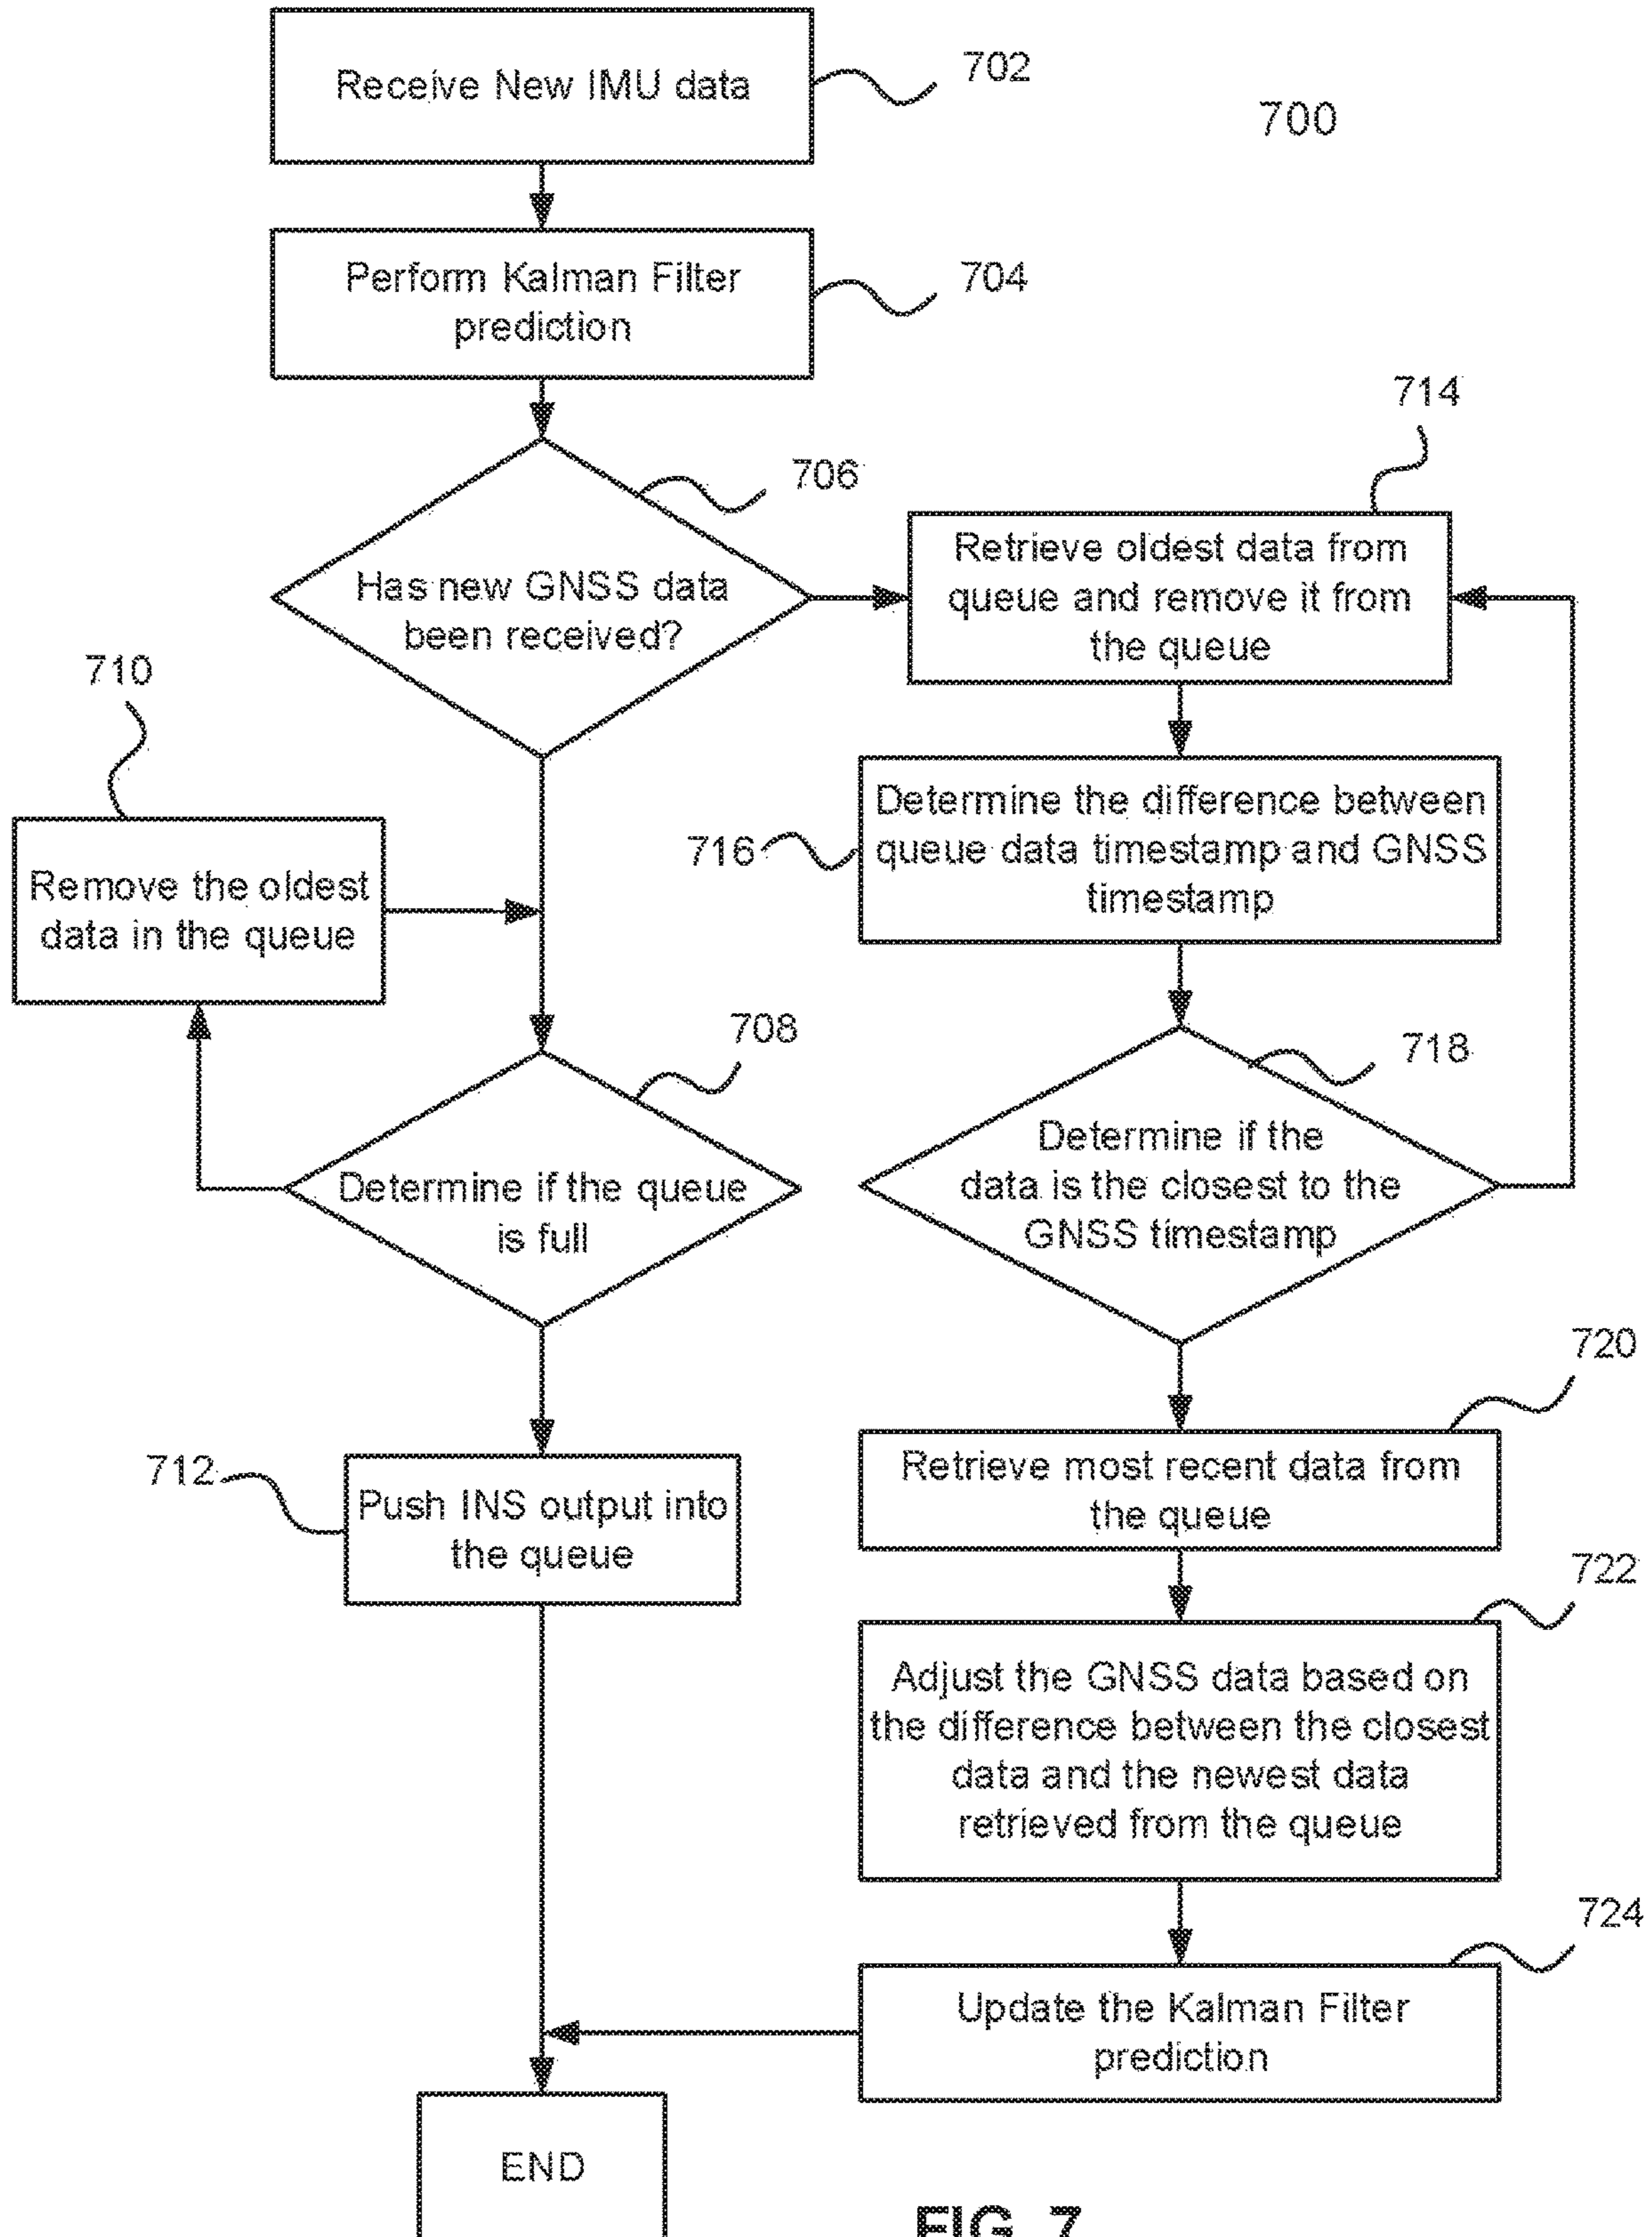 Receive New IMU data
702
700
Perform Kalman Filter
prediction
704
706
Has new GNSS data
been received?
714
Retrieve oldest data from
queue and remove it from
the queue
710
Remove the oldest
data in the queue
716
Determine the difference between
queue data timestamp and GNSS
timestamp
708
Determine if the queue
is full
718
Determine if the
data is the closest to the
GNSS timestamp
720
Retrieve most recent data from
the queue
712
Push INS output into
the queue
722
Adjust the GNSS data based on
the difference between the closest
data and the newest data
retrieved from the queue
724
Update the Kalman Filter
prediction
END
FIG. 7